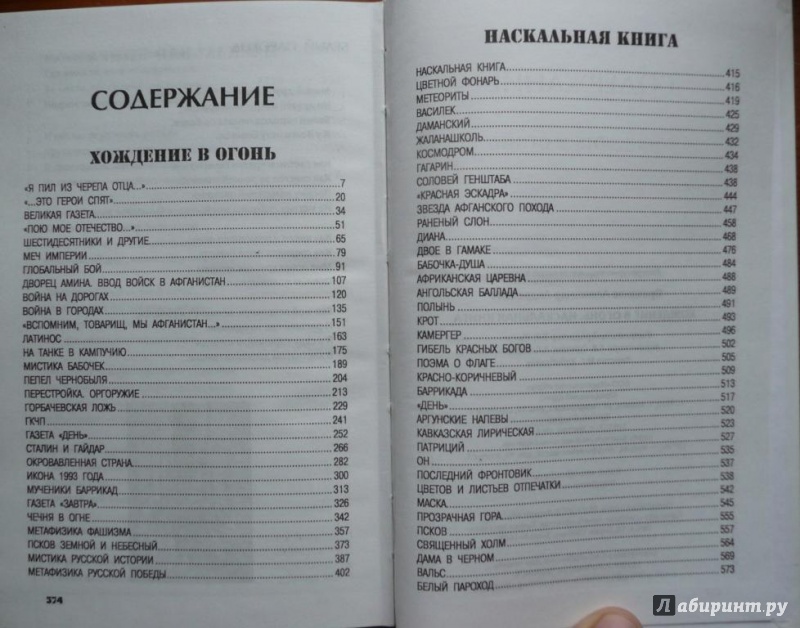 СОДЕРЖАНИЕ
ХОЖДЕНИЕ В ОГОНЬ
«Я ПИЛ ИЗ ЧЕРЕПА ОТЦА...» 7
«...ЭТО ГЕРОИ СПЯТ» 20
ВЕЛИКАЯ ГАЗЕТА 34
«ПОЮ МОЕ ОТЕЧЕСТВО...» 51
ШЕСТИДЕСЯТНИКИ И ДРУГИЕ 65
МЕЧ ИМПЕРИИ 79
ГЛОБАЛЬНЫЙ БОЙ 91
ДВОРЕЦ АМИНА. ВВОД ВОЙСК В АФГАНИСТАН 107
ВОЙНА НА ДОРОГАХ 120
ВОЙНА В ГОРОДАХ 135
«ВСПОМНИМ, ТОВАРИЩ, МЫ АФГАНИСТАН...» 151
ЛАТИНОС 163
НА ТАНКЕ В КАМПУЧИЮ 175
МИСТИКА БАБОЧЕК 189
ПЕПЕЛ ЧЕРНОБЫЛЯ 204
ПЕРЕСТРОЙКА. ОРГОРУЖИЕ 213
ГОРБАЧЕВСКАЯ ЛОЖЬ 229
ГКЧП 241
ГАЗЕТА «ДЕНЬ» 252
СТАЛИН И ГАЙДАР 266
ОКРОВАВЛЕННАЯ СТРАНА 282
ИКОНА 1993 ГОДА 300
МУЧЕНИКИ БАРРИКАД 313
ГАЗЕТА «ЗАВТРА» 326
ЧЕЧНЯ В ОГНЕ 342
МЕТАФИЗИКА ФАШИЗМА 357
ПСКОВ ЗЕМНОЙ И НЕБЕСНЫЙ 373
МИСТИКА РУССКОЙ ИСТОРИИ 387
МЕТАФИЗИКА РУССКОЙ ПОБЕДЫ 402
374
НАСКАЛЬНАЯ КНИГА
НАСКАЛЬНАЯ КНИГА 415
ЦВЕТНОЙ ФОНАРЬ 416
МЕТЕОРИТЫ 419
ВАСИЛЕК 425
ДАМАНСКИЙ 429
ЖАЛАНАШКОЛЬ 432
КОСМОДРОМ 434
ГАГАРИН 438
СОЛОВЕЙ ГЕНШТАБА 438
«КРАСНАЯ ЭСКАДРА» 444
ЗВЕЗДА АФГАНСКОГО ПОХОДА 447
РАНЕНЫЙ СЛОН 458
ДИАНА 468
ДВОЕ В ГАМАКЕ 476
БАБОЧКА-ДУША 484
АФРИКАНСКАЯ ЦАРЕВНА 488
АНГОЛЬСКАЯ БАЛЛАДА 489
ПОЛЫНЬ 491
КРОТ 493
КАМЕРГЕР 496
ГИБЕЛЬ КРАСНЫХ БОГОВ 502
ПОЭМА О ФЛАГЕ 505
КРАСНО-КОРИЧНЕВЫЙ 509
БАРРИКАДА 513
«ДЕНЬ» 517
АРГУНСКИЕ НАПЕВЫ 520
КАВКАЗСКАЯ ЛИРИЧЕСКАЯ 523
ПАТРИЦИЙ 527
ОН 535
ПОСЛЕДНИЙ ФРОНТОВИК 537
ЦВЕТОВ И ЛИСТЬЕВ ОТПЕЧАТКИ 538
МАСКА 542
ПРОЗРАЧНАЯ ГОРА 545
ПСКОВ 555
СВЯЩЕННЫЙ ХОЛМ 557
ДАМА В ЧЕРНОМ 564
ВАЛЬС 569
БЕЛЫЙ ПАРОХОД 573
Лабиринт.ру